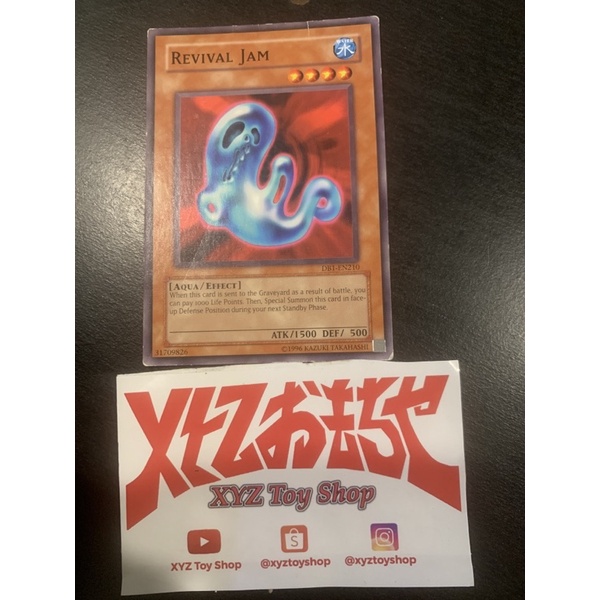 REVIVAL JAM
水
DB1-EN210
[AQUA/EFFECT]
When this card is sent to the Graveyard as a result of battle, you
can pay 1000 Life Points. Then, Special Summon this card in face-
up Defense Position during your next Standby Phase.
ATK/1500 DEF/ 500
31709826
©1996 KAZUKI TAKAHASHI
XYZおもちゃ
XYZ Toy Shop
XYZ Toy Shop
@xyztoyshop
@xyztoyshop